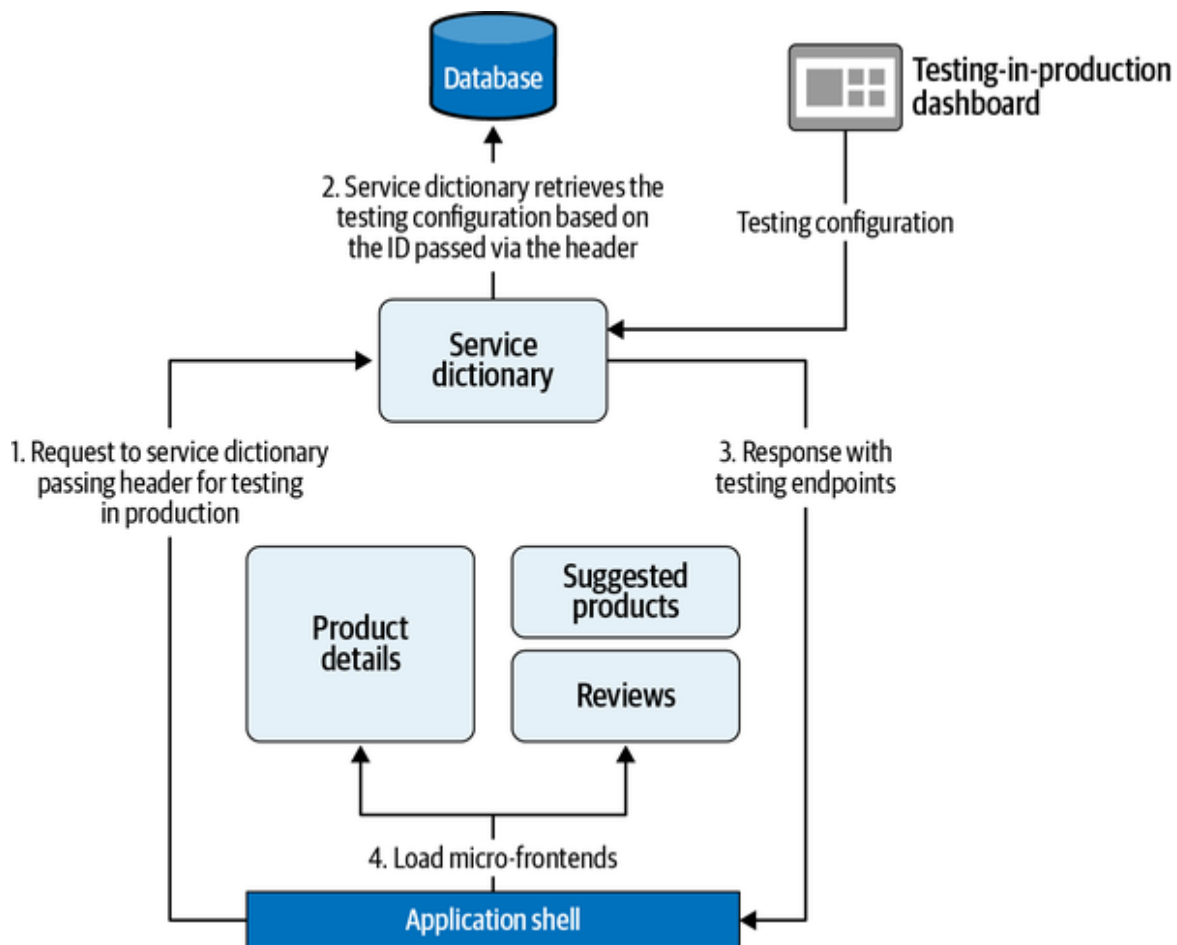 Database
Testing-in-production
dashboard
2. Service dictionary retrieves the
testing configuration based on
the ID passed via the header
Testing configuration
Service
dictionary
1. Request to service dictionary
passing header for testing
in production
3. Response with
testing endpoints
Product
details
Suggested
products
Reviews
4. Load micro-frontends
Application shell